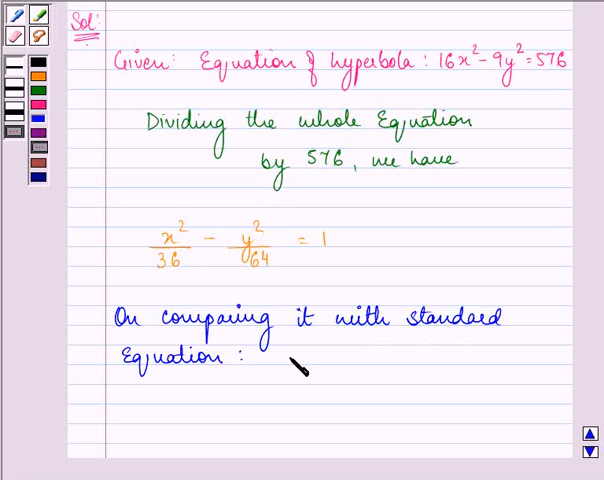 Sol:
Given: Equation of hyperbola: 16x²-9y²=576
Dividing the whole Equation
by 576, we have
x²/36 - y²/64 = 1
On comparing it with standard
Equation: